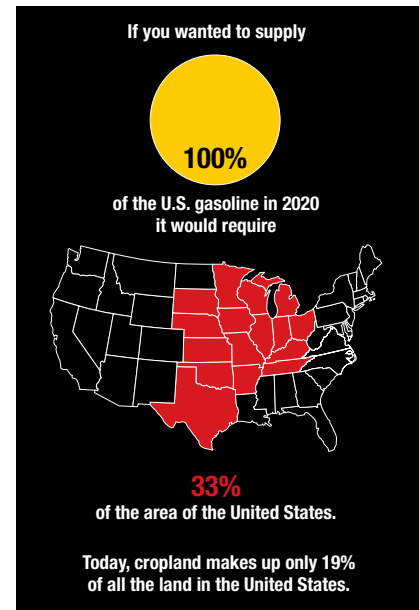 If you wanted to supply
100%
of the U.S. gasoline in 2020
it would require
33%
of the area of the United States.
Today, cropland makes up only 19%
of all the land in the United States.